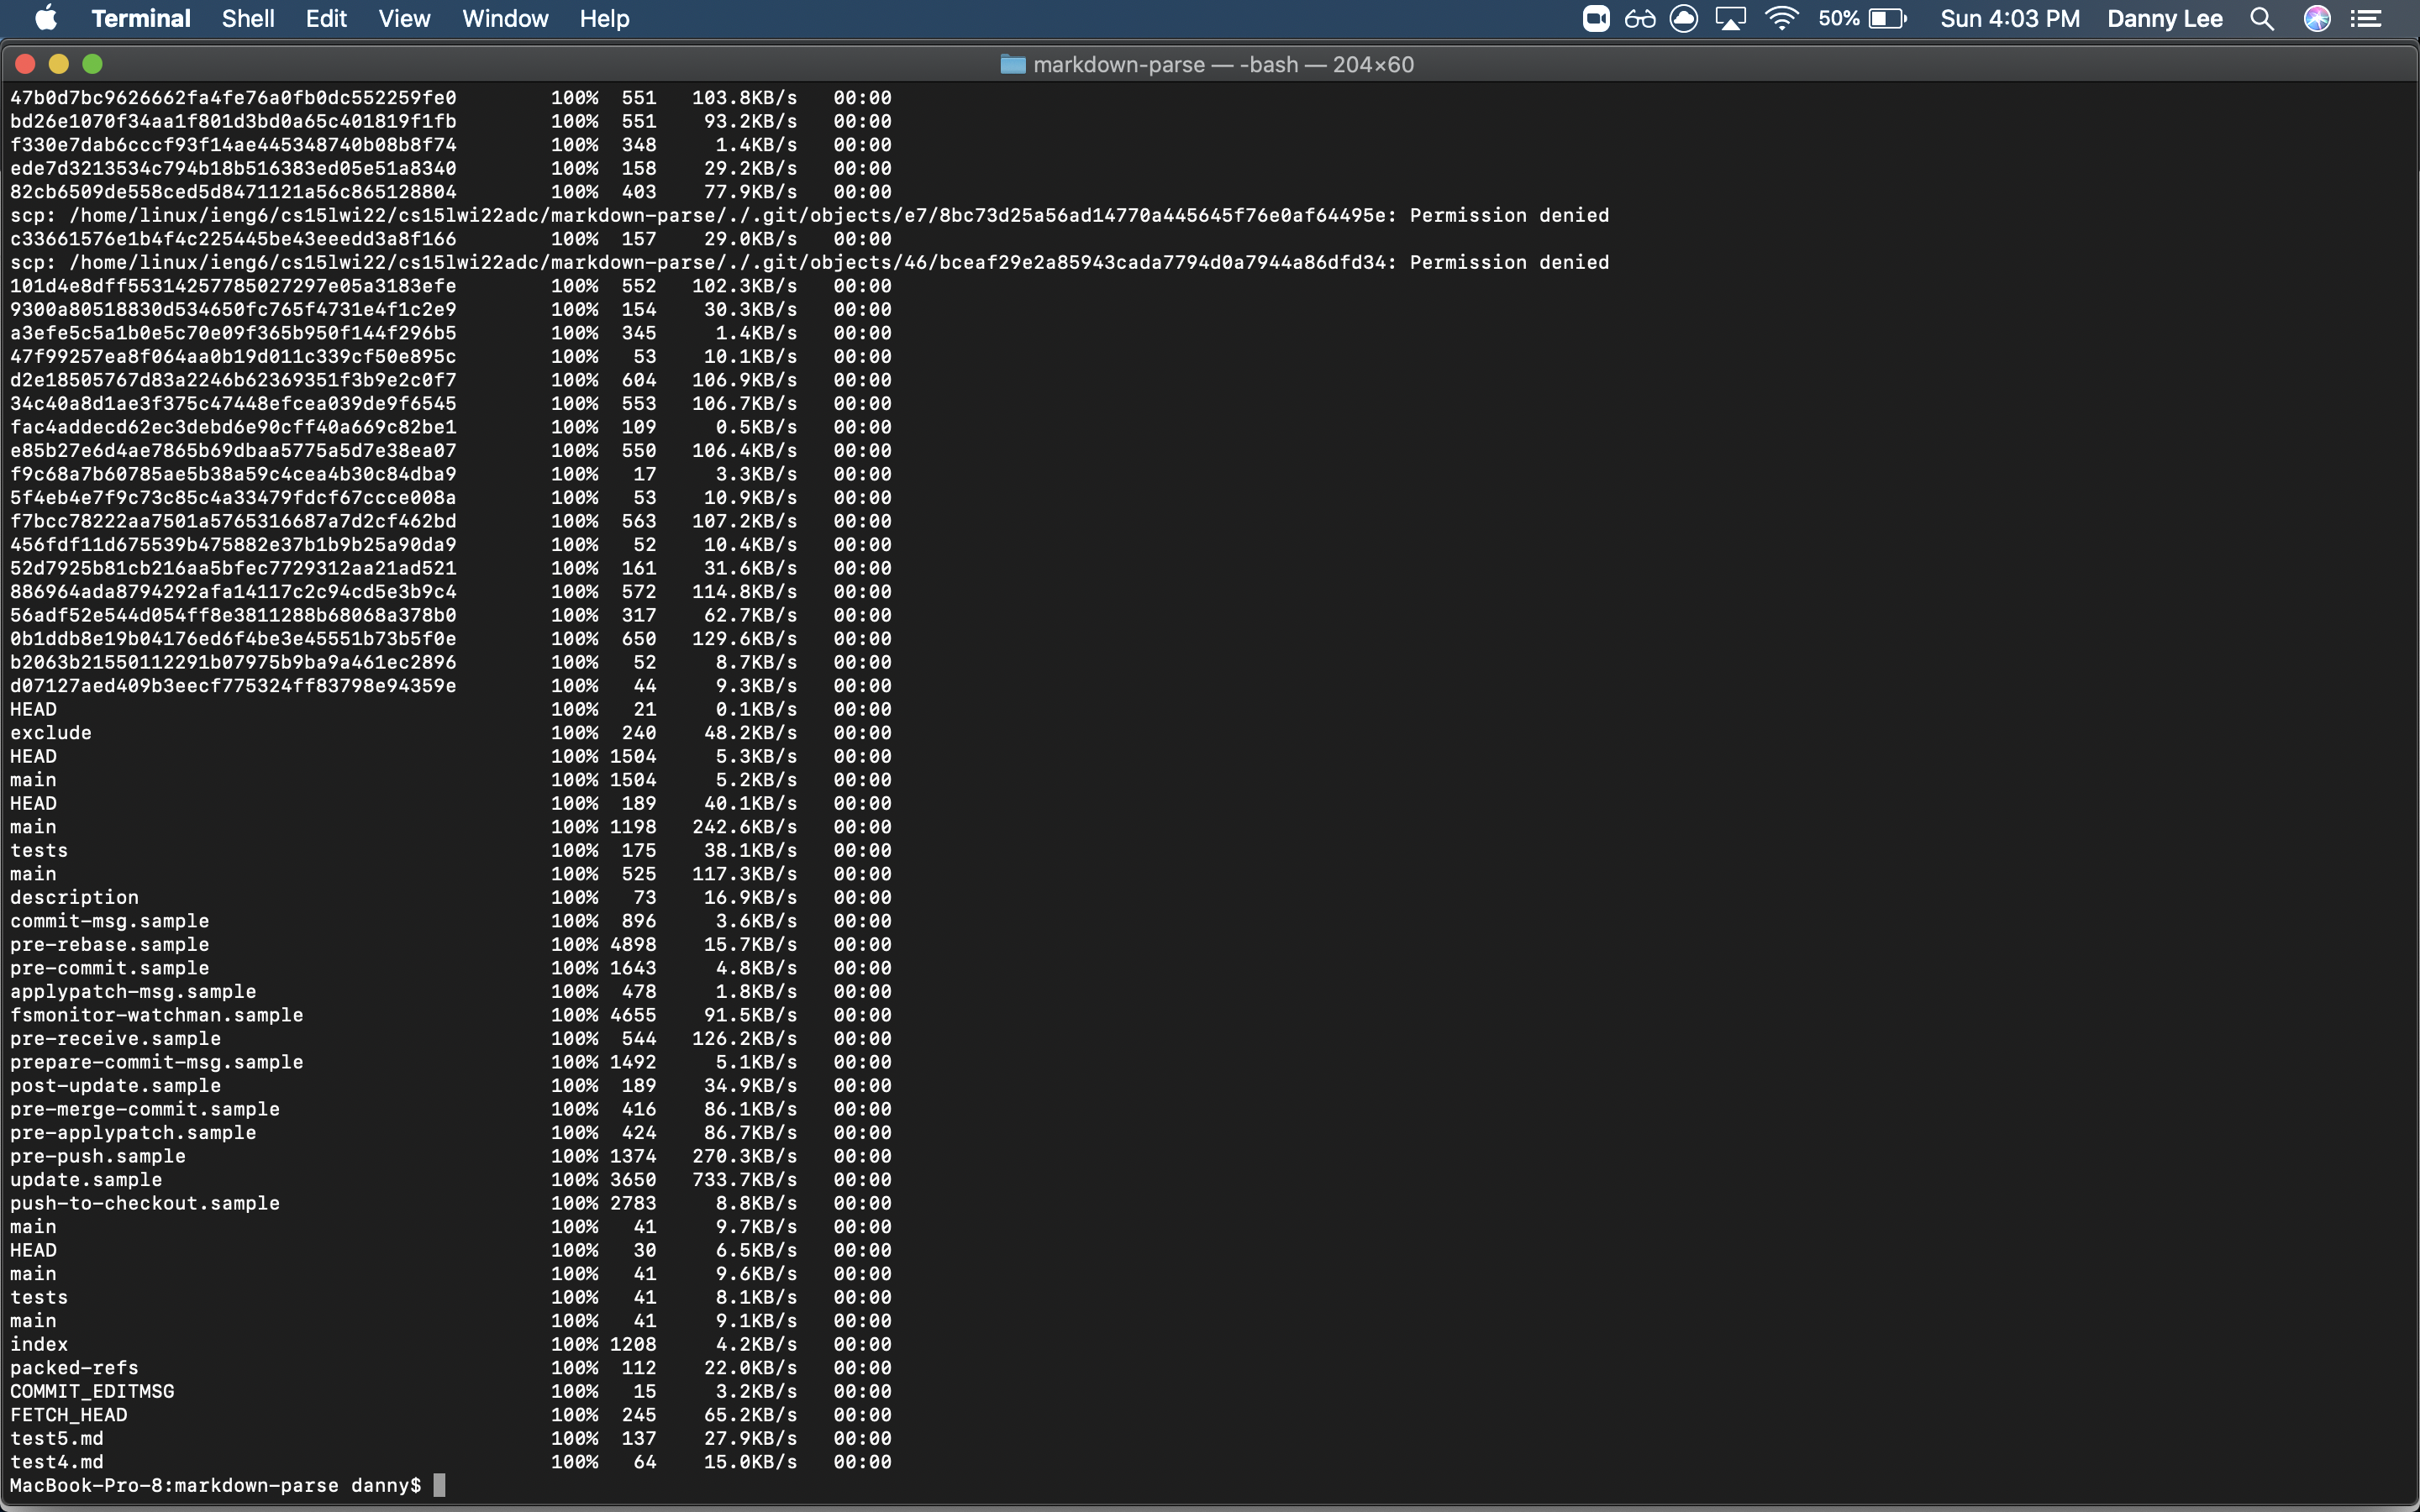 Terminal Shell Edit View Window Help 50% Sun 4:03 PM Danny Lee
markdown-parse — -bash — 204×60
47b0d7bc9626662fa4fe76a0fb0dc552259fe0 100% 551 103.8KB/s 00:00
bd26e1070f34aa1f801d3bd0a65c401819f1fb 100% 551 93.2KB/s 00:00
f330e7dab6cccf93f14ae445348740b08b8f74 100% 348 1.4KB/s 00:00
ede7d3213534c794b18b516383ed05e51a8340 100% 158 29.2KB/s 00:00
82cb6509de558ced5d8471121a56c865128804 100% 403 77.9KB/s 00:00
scp: /home/linux/ieng6/cs15lwi22/cs15lwi22adc/markdown-parse/./.git/objects/e7/8bc73d25a56ad14770a445645f76e0af64495e: Permission denied
c33661576e1b4f4c225445be43eeedd3a8f166 100% 157 29.0KB/s 00:00
scp: /home/linux/ieng6/cs15lwi22/cs15lwi22adc/markdown-parse/./.git/objects/46/bceaf29e2a85943cada7794d0a7944a86dfd34: Permission denied
101d4e8dff55314257785027297e05a3183efe 100% 552 102.3KB/s 00:00
9300a80518830d534650fc765f4731e4f1c2e9 100% 154 30.3KB/s 00:00
a3efe5c5a1b0e5c70e09f365b950f144f296b5 100% 345 1.4KB/s 00:00
47f99257ea8f064aa0b19d011c339cf50e895c 100% 53 10.1KB/s 00:00
d2e18505767d83a2246b62369351f3b9e2c0f7 100% 604 106.9KB/s 00:00
34c40a8d1ae3f375c47448efcea039de9f6545 100% 553 106.7KB/s 00:00
fac4addecd62ec3debd6e90cff40a669c82be1 100% 109 0.5KB/s 00:00
e85b27e6d4ae7865b69dbaa5775a5d7e38ea07 100% 550 106.4KB/s 00:00
f9c68a7b60785ae5b38a59c4cea4b30c84dba9 100% 17 3.3KB/s 00:00
5f4eb4e7f9c73c85c4a33479fdcf67ccce008a 100% 53 10.9KB/s 00:00
f7bcc78222aa7501a5765316687a7d2cf462bd 100% 563 107.2KB/s 00:00
456fdf11d675539b475882e37b1b9b25a90da9 100% 52 10.4KB/s 00:00
52d7925b81cb216aa5bfec7729312aa21ad521 100% 161 31.6KB/s 00:00
886964ada8794292afa14117c2c94cd5e3b9c4 100% 572 114.8KB/s 00:00
56adf52e544d054ff8e3811288b68068a378b0 100% 317 62.7KB/s 00:00
0b1ddb8e19b04176ed6f4be3e45551b73b5f0e 100% 650 129.6KB/s 00:00
b2063b21550112291b07975b9ba9a461ec2896 100% 52 8.7KB/s 00:00
d07127aed409b3eecf775324ff83798e94359e 100% 44 9.3KB/s 00:00
HEAD 100% 21 0.1KB/s 00:00
exclude 100% 240 48.2KB/s 00:00
HEAD 100% 1504 5.3KB/s 00:00
main 100% 1504 5.2KB/s 00:00
HEAD 100% 189 40.1KB/s 00:00
main 100% 1198 242.6KB/s 00:00
tests 100% 175 38.1KB/s 00:00
main 100% 525 117.3KB/s 00:00
description 100% 73 16.9KB/s 00:00
commit-msg.sample 100% 896 3.6KB/s 00:00
pre-rebase.sample 100% 4898 15.7KB/s 00:00
pre-commit.sample 100% 1643 4.8KB/s 00:00
applypatch-msg.sample 100% 478 1.8KB/s 00:00
fsmonitor-watchman.sample 100% 4655 91.5KB/s 00:00
pre-receive.sample 100% 544 126.2KB/s 00:00
prepare-commit-msg.sample 100% 1492 5.1KB/s 00:00
post-update.sample 100% 189 34.9KB/s 00:00
pre-merge-commit.sample 100% 416 86.1KB/s 00:00
pre-applypatch.sample 100% 424 86.7KB/s 00:00
pre-push.sample 100% 1374 270.3KB/s 00:00
update.sample 100% 3650 733.7KB/s 00:00
push-to-checkout.sample 100% 2783 8.8KB/s 00:00
main 100% 41 9.7KB/s 00:00
HEAD 100% 30 6.5KB/s 00:00
main 100% 41 9.6KB/s 00:00
tests 100% 41 8.1KB/s 00:00
main 100% 41 9.1KB/s 00:00
index 100% 1208 4.2KB/s 00:00
packed-refs 100% 112 22.0KB/s 00:00
COMMIT_EDITMSG 100% 15 3.2KB/s 00:00
FETCH_HEAD 100% 245 65.2KB/s 00:00
test5.md 100% 137 27.9KB/s 00:00
test4.md 100% 64 15.0KB/s 00:00
MacBook-Pro-8:markdown-parse danny$